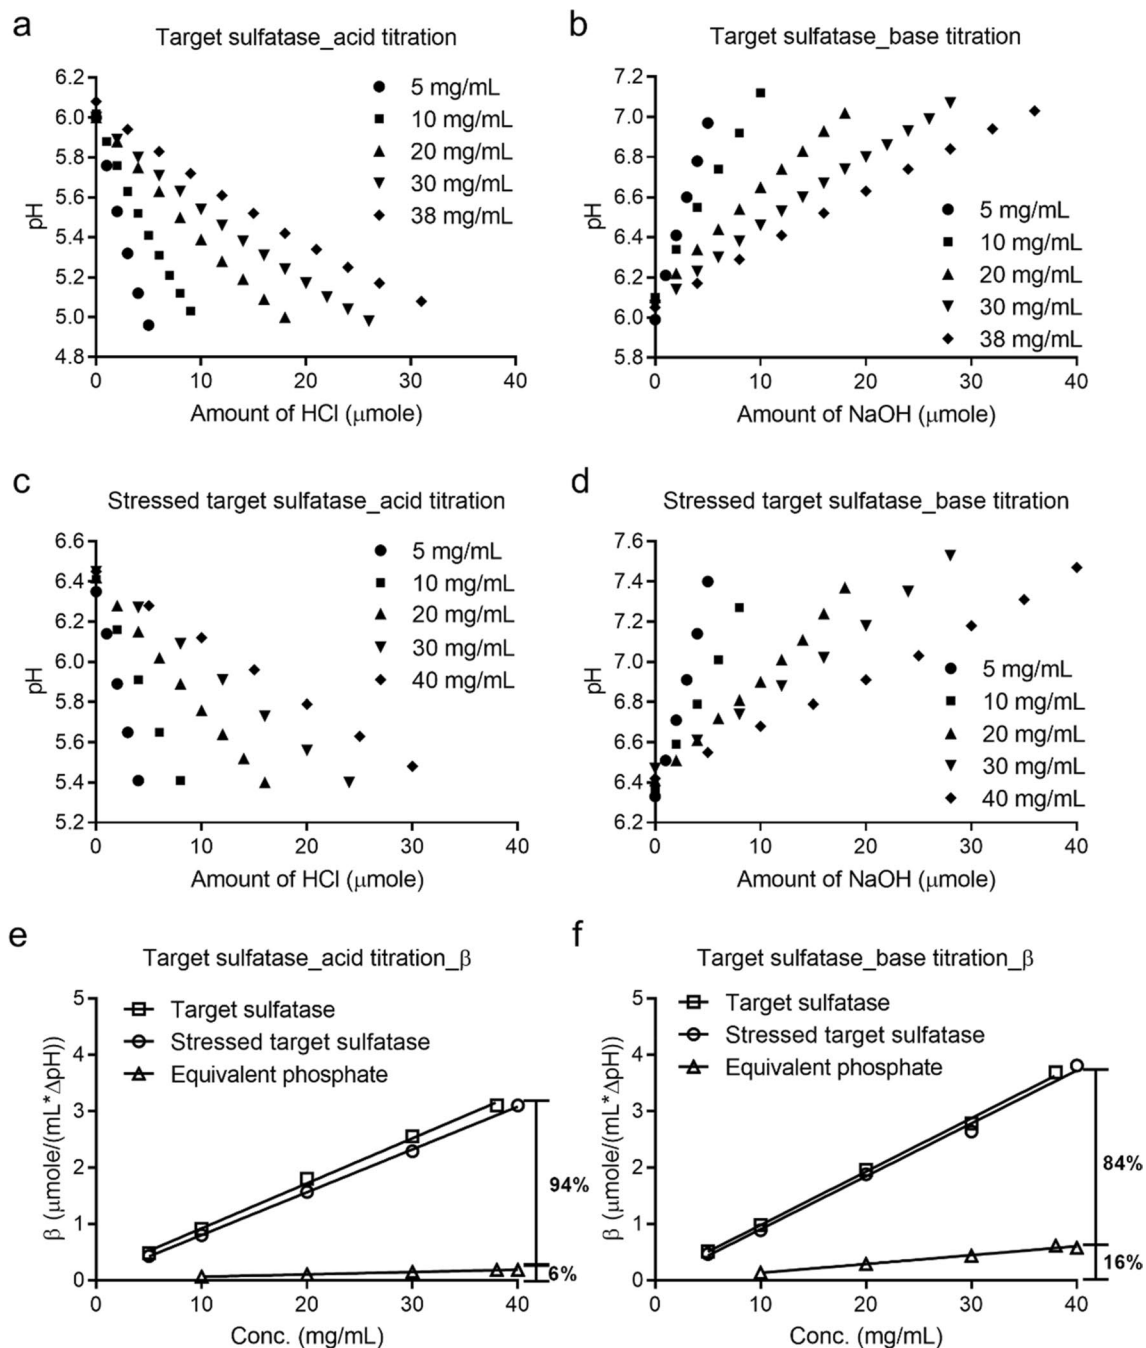 a
Target sulfatase_acid titration
6.2
6.0
5.8
5.6
5.4
5.2
5.0
4.8
pH
5 mg/mL
10 mg/mL
20 mg/mL
30 mg/mL
38 mg/mL
0
10
20
30
40
Amount of HCl (μmole)
b
Target sulfatase_base titration
7.2
7.0
6.8
6.6
6.4
6.2
6.0
5.8
pH
5 mg/mL
10 mg/mL
20 mg/mL
30 mg/mL
38 mg/mL
0
10
20
30
40
Amount of NaOH (μmole)
c
Stressed target sulfatase_acid titration
6.6
6.4
6.2
6.0
5.8
5.6
5.4
5.2
pH
5 mg/mL
10 mg/mL
20 mg/mL
30 mg/mL
40 mg/mL
0
10
20
30
40
Amount of HCl (μmole)
d
Stressed target sulfatase_base titration
7.6
7.4
7.2
7.0
6.8
6.6
6.4
6.2
pH
5 mg/mL
10 mg/mL
20 mg/mL
30 mg/mL
40 mg/mL
0
10
20
30
40
Amount of NaOH (μmole)
e
Target sulfatase_acid titration_β
5
4
3
2
1
0
β (μmole/(mL*ΔpH))
Target sulfatase
Stressed target sulfatase
Equivalent phosphate
94%
6%
0
10
20
30
40
Conc. (mg/mL)
f
Target sulfatase_base titration_β
5
4
3
2
1
0
β (μmole/(mL*ΔpH))
Target sulfatase
Stressed target sulfatase
Equivalent phosphate
84%
16%
0
10
20
30
40
Conc. (mg/mL)